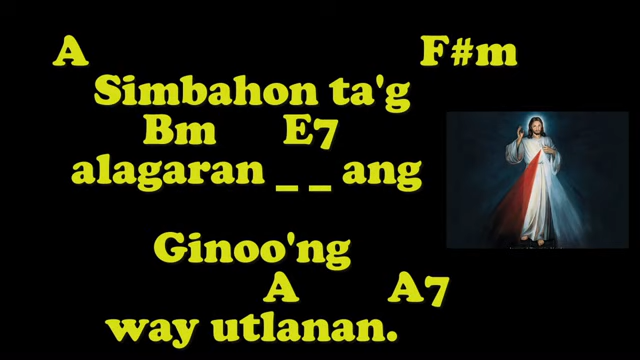 A F#m
Simbahon ta'g
Bm E7
alagaran _ _ ang
Ginoo'ng
A A7
way utlanan.